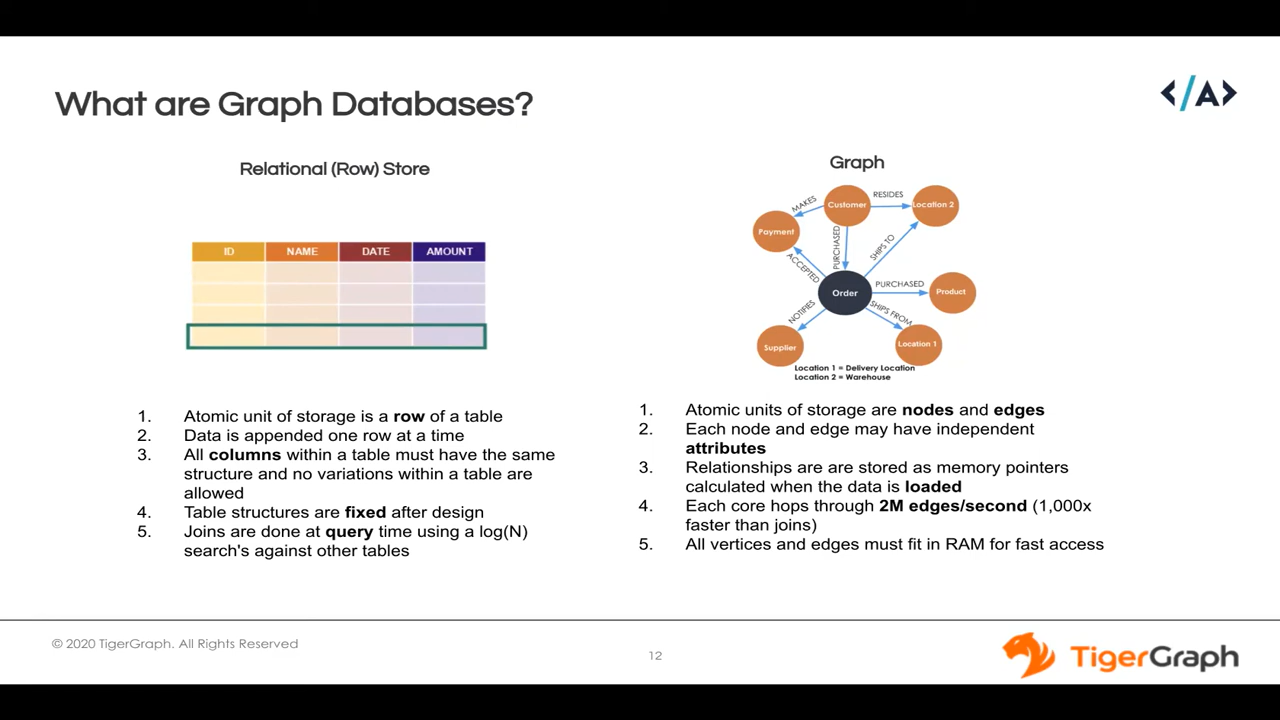 What are Graph Databases?
</A>
Relational (Row) Store
ID NAME DATE AMOUNT
1. Atomic unit of storage is a row of a table
2. Data is appended one row at a time
3. All columns within a table must have the same
structure and no variations within a table are
allowed
4. Table structures are fixed after design
5. Joins are done at query time using a log(N)
search's against other tables
Graph
MAKES
Customer
RESIDES
Location 2
Payment
PURCHASED
SHIPS TO
ACCEPTED
Order
PURCHASED
Product
NOTIFIES
SHIPS FROM
Supplier
Location 1
Location 1 = Delivery Location
Location 2 = Warehouse
1. Atomic units of storage are nodes and edges
2. Each node and edge may have independent
attributes
3. Relationships are are stored as memory pointers
calculated when the data is loaded
4. Each core hops through 2M edges/second (1,000x
faster than joins)
5. All vertices and edges must fit in RAM for fast access
© 2020 TigerGraph. All Rights Reserved
12
TigerGraph